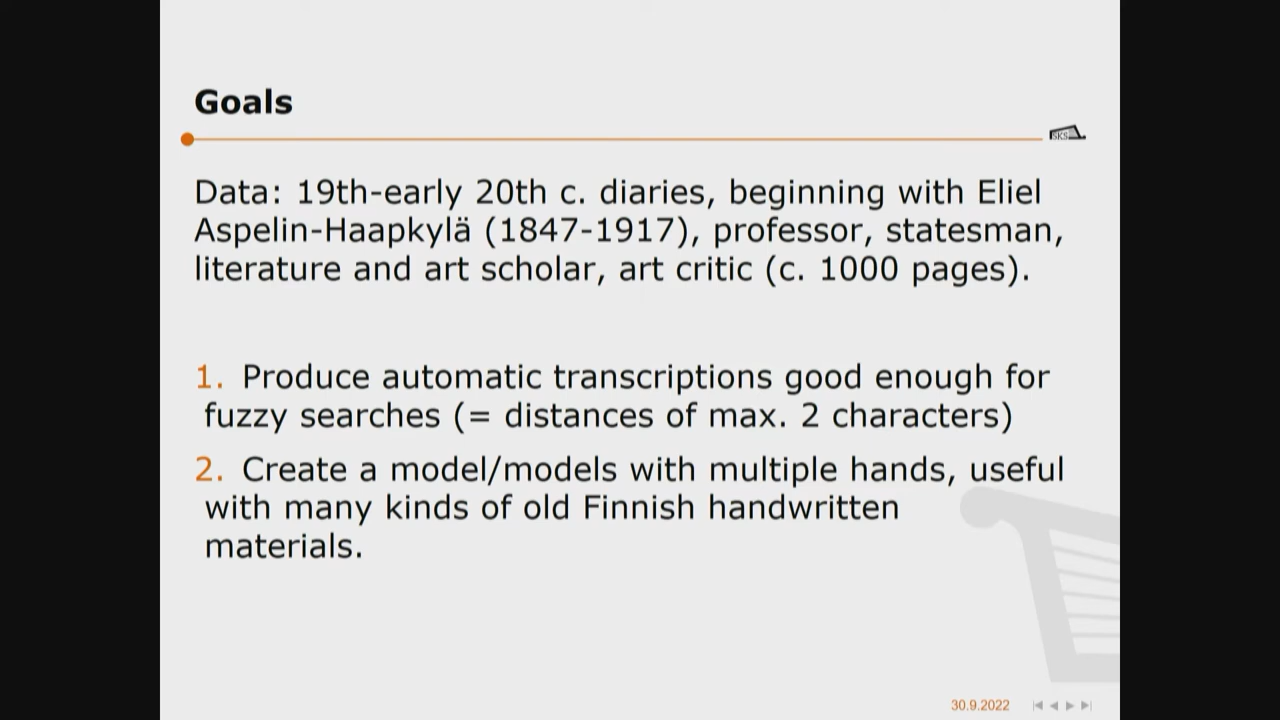 Goals
SKS
Data: 19th-early 20th c. diaries, beginning with Eliel
Aspelin-Haapkylä (1847-1917), professor, statesman,
literature and art scholar, art critic (c. 1000 pages).
1. Produce automatic transcriptions good enough for
fuzzy searches (= distances of max. 2 characters)
2. Create a model/models with multiple hands, useful
with many kinds of old Finnish handwritten
materials.
30.9.2022